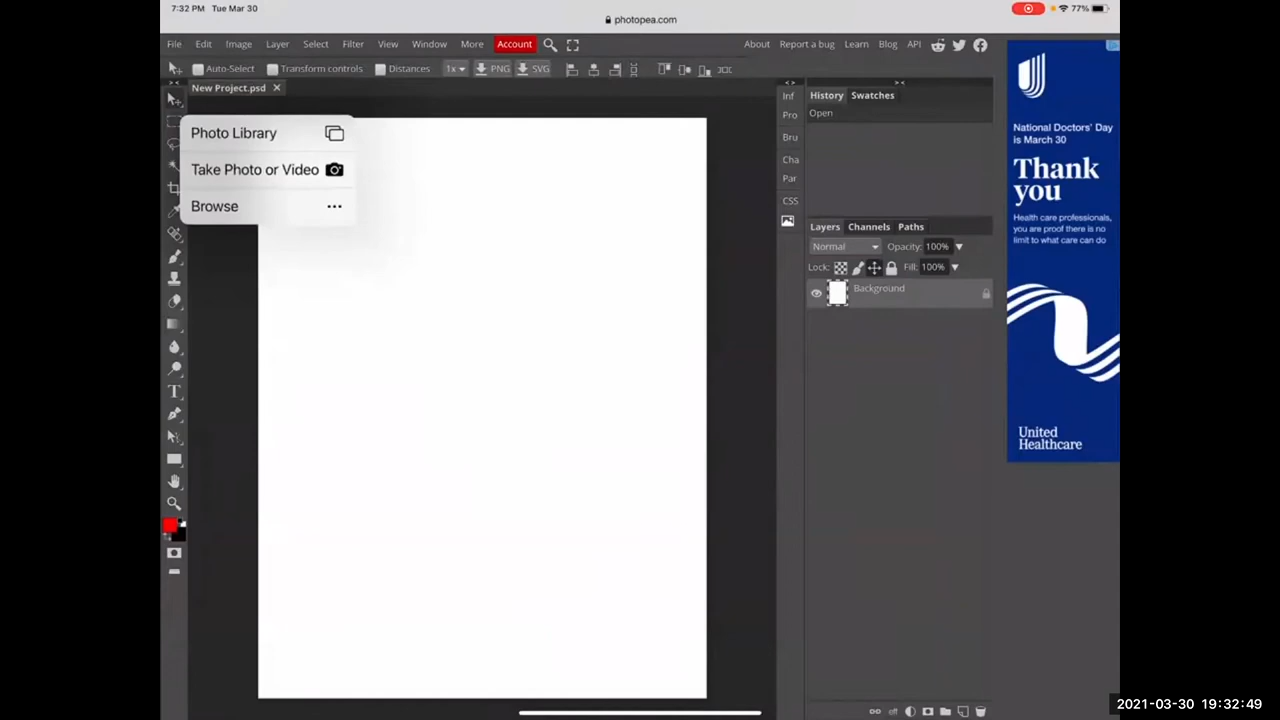 7:32 PM Tue Mar 30
77%
photopea.com
File Edit Image Layer Select Filter View Window More Account
About Report a bug Learn Blog API
Auto-Select Transform controls Distances 1x PNG SVG
New Project.psd
Photo Library
Take Photo or Video
Browse
Inf
Pro
Bru
Cha
Par
CSS
History Swatches
Open
Layers Channels Paths
Normal Opacity: 100%
Lock: Fill: 100%
Background
National Doctors' Day
is March 30
Thank
you
Health care professionals,
you are proof there is no
limit to what care can do
United
Healthcare
2021-03-30 19:32:49